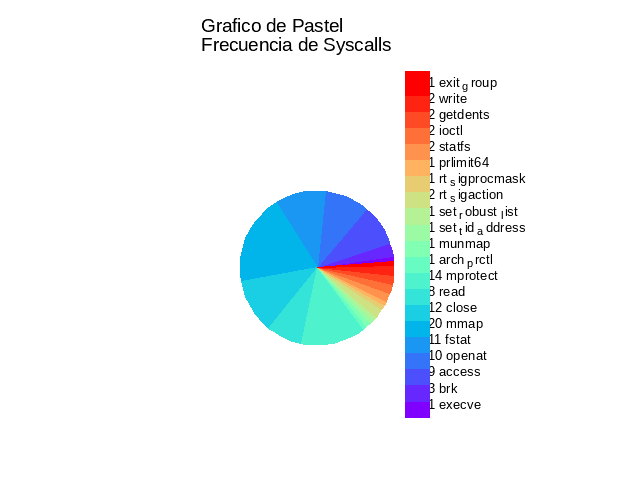 Grafico de Pastel
Frecuencia de Syscalls
1 exit g roup
2 write
2 getdents
2 ioctl
2 statfs
1 prlimit64
1 rt s igprocmask
2 rt s igaction
1 set r obust l ist
1 set t id a ddress
1 munmap
1 arch p rctl
14 mprotect
8 read
12 close
20 mmap
11 fstat
10 openat
9 access
3 brk
1 execve